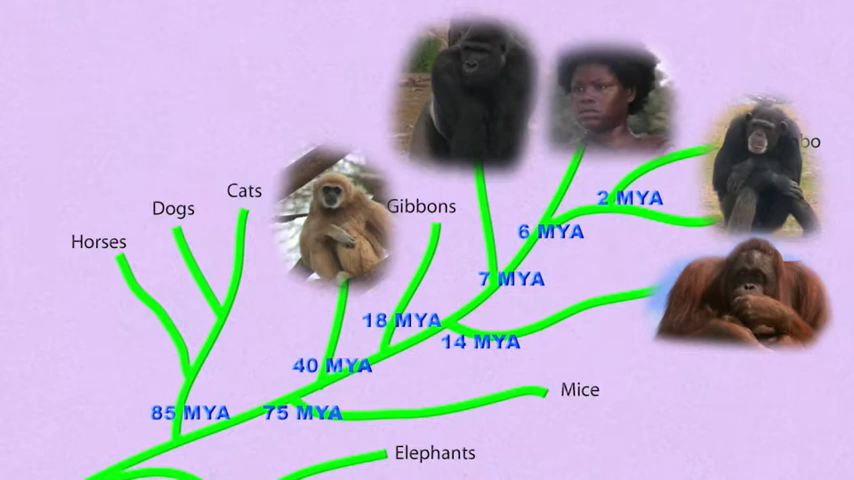 Cats
Dogs
Gibbons
Horses
2 MYA
6 MYA
7 MYA
18 MYA
14 MYA
40 MYA
Mice
85 MYA
75 MYA
Elephants